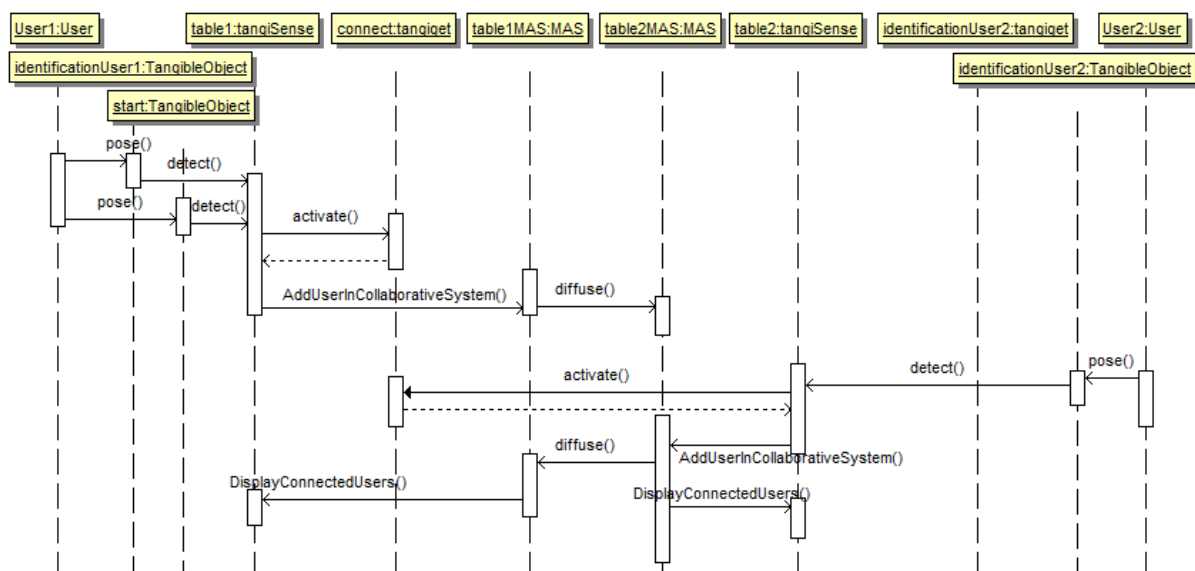 User1:User
table1:tangiSense
connect:tangiget
table1MAS:MAS
table2MAS:MAS
table2:tangiSense
identificationUser2:tangiget
User2:User
identificationUser1:TangibleObject
identificationUser2:TangibleObject
start:TangibleObject
pose()
detect()
pose()
detect()
activate()
AddUserInCollaborativeSystem()
diffuse()
pose()
detect()
activate()
diffuse()
AddUserInCollaborativeSystem()
DisplayConnectedUsers()
DisplayConnectedUsers()